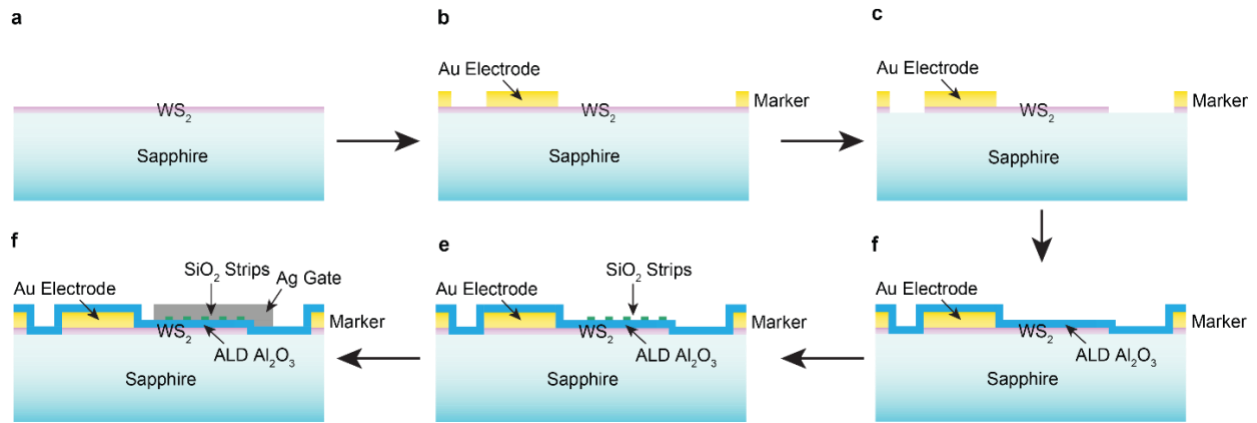 a
WS₂
Sapphire
b
Au Electrode
WS₂
Marker
Sapphire
c
Au Electrode
WS₂
Marker
Sapphire
f
SiO₂ Strips
Au Electrode
Ag Gate
Marker
WS₂
ALD Al₂O₃
Sapphire
e
SiO₂ Strips
Au Electrode
Marker
WS₂
ALD Al₂O₃
Sapphire
f
Au Electrode
Marker
WS₂
ALD Al₂O₃
Sapphire